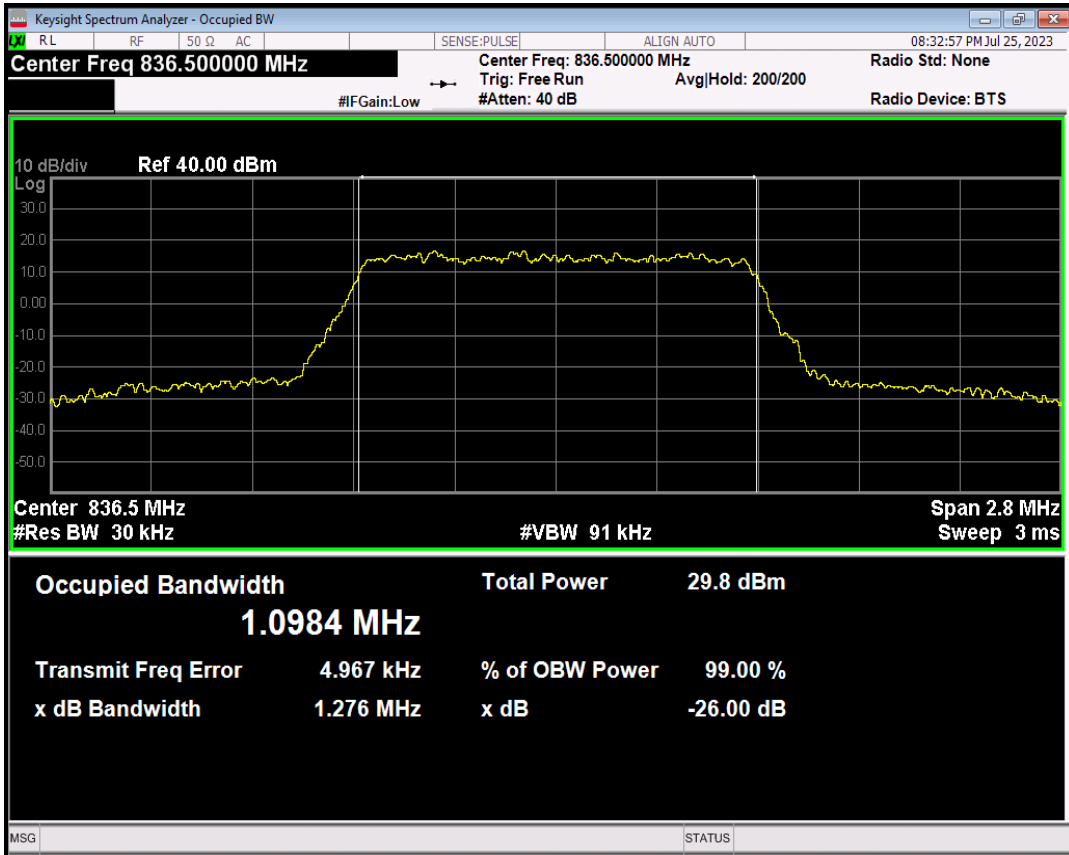 Keysight Spectrum Analyzer - Occupied BW
LXI RL RF 50 Ω AC SENSE:PULSE ALIGN AUTO 08:32:57 PM Jul 25, 2023
Center Freq 836.500000 MHz Center Freq: 836.500000 MHz Radio Std: None
Trig: Free Run Avg|Hold: 200/200
#IFGain:Low #Atten: 40 dB Radio Device: BTS
10 dB/div Ref 40.00 dBm
Log
30.0
20.0
10.0
0.00
-10.0
-20.0
-30.0
-40.0
-50.0
Center 836.5 MHz Span 2.8 MHz
#Res BW 30 kHz #VBW 91 kHz Sweep 3 ms
Occupied Bandwidth Total Power 29.8 dBm
1.0984 MHz
Transmit Freq Error 4.967 kHz % of OBW Power 99.00 %
x dB Bandwidth 1.276 MHz x dB -26.00 dB
MSG STATUS